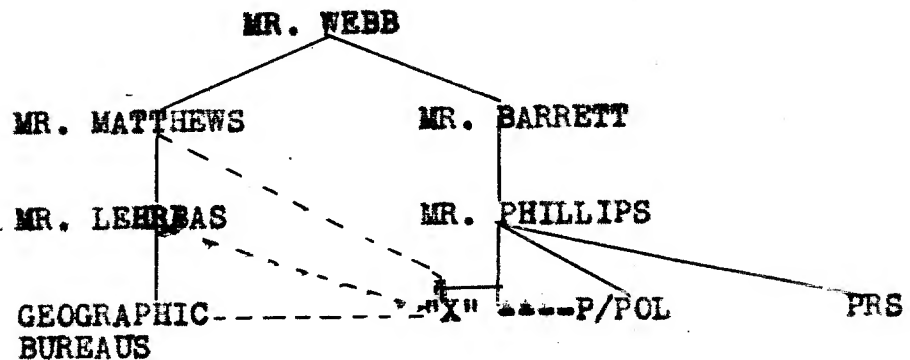 MR. WEBB
MR. MATTHEWS MR. BARRETT
MR. LEHRBAS MR. PHILLIPS
GEOGRAPHIC "X" P/POL PRS
BUREAUS